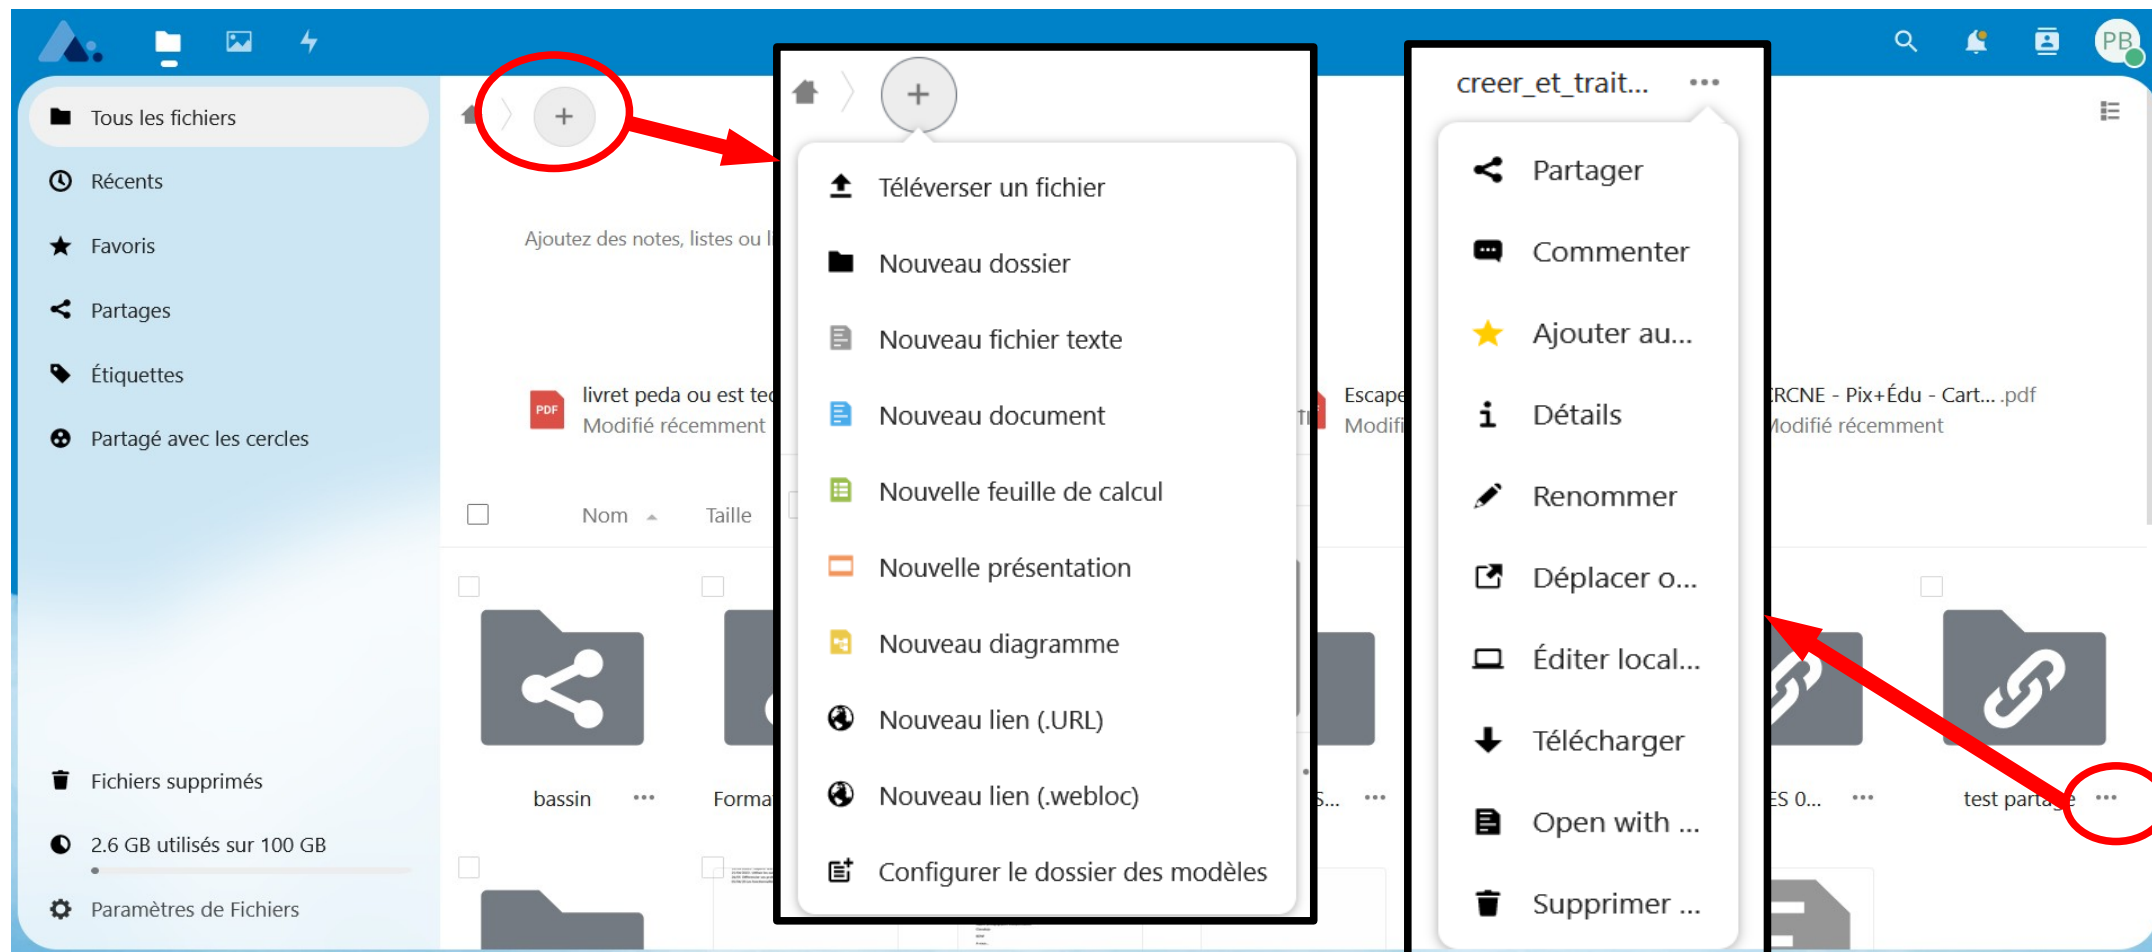 PB
Tous les fichiers
Récents
Favoris
Partages
Étiquettes
Partagé avec les cercles
Fichiers supprimés
2.6 GB utilisés sur 100 GB
Paramètres de Fichiers
+
Ajoutez des notes, listes ou
PDF
livret peda ou est
Modifié récemment
Nom
Taille
bassin ...
+
Téléverser un fichier
Nouveau dossier
Nouveau fichier texte
Nouveau document
Nouvelle feuille de calcul
Nouvelle présentation
Nouveau diagramme
Nouveau lien (.URL)
Nouveau lien (.webloc)
Configurer le dossier des modèles
Escape
creer_et_trait... ...
Partager
Commenter
Ajouter au...
Détails
Renommer
Déplacer o...
Éditer local...
Télécharger
Open with ...
Supprimer ...
RCNE - Pix+Édu - Cart... .pdf
Modifié récemment
ES 0... ...
test partage ...